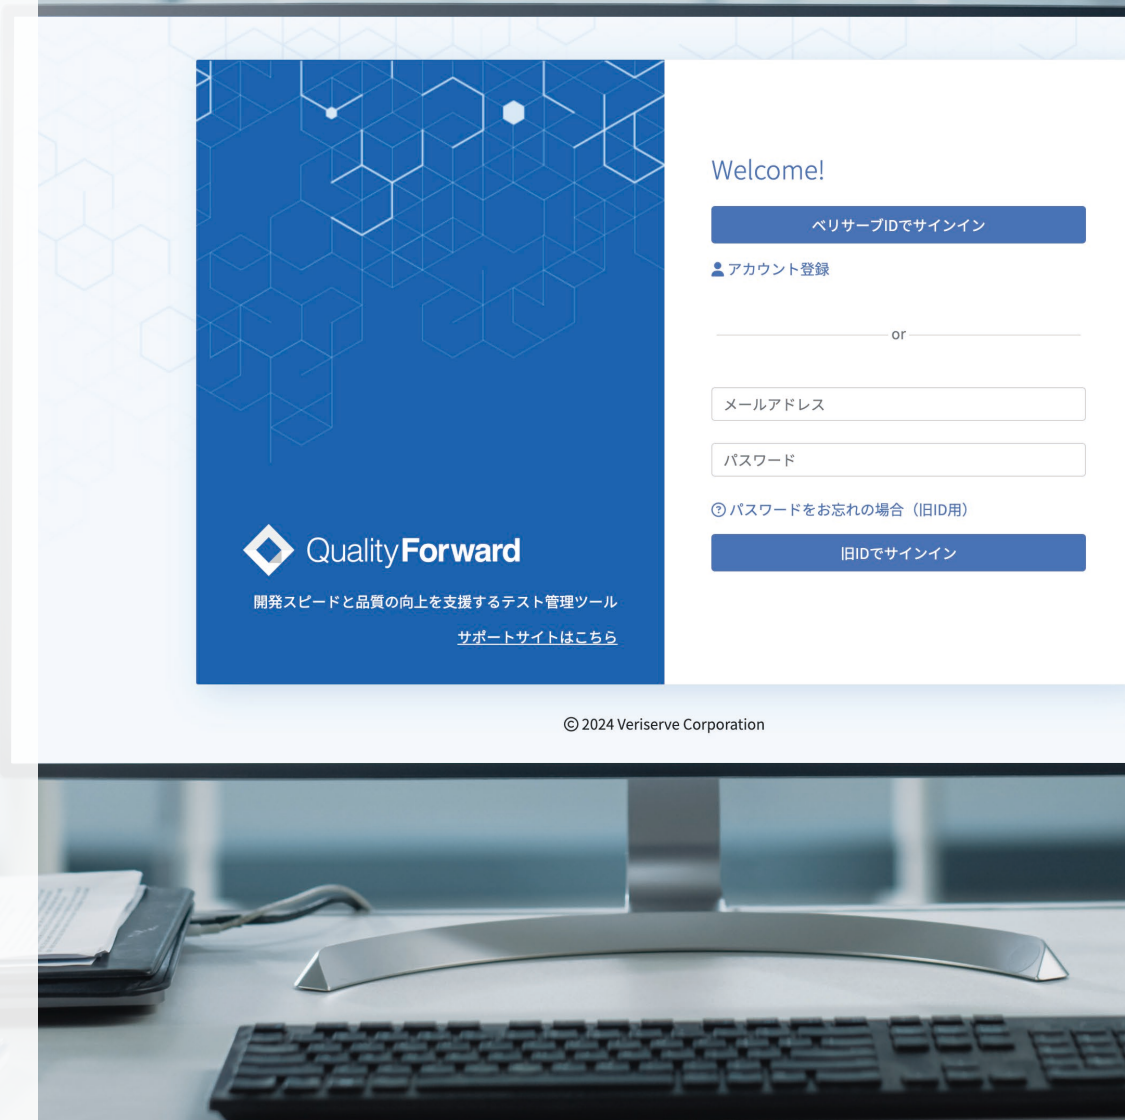 Welcome!
ベリサーブIDでサインイン
アカウント登録
or
メールアドレス
パスワード
パスワードをお忘れの場合（旧ID用）
旧IDでサインイン
QualityForward
開発スピードと品質の向上を支援するテスト管理ツール
サポートサイトはこちら
© 2024 Veriserve Corporation